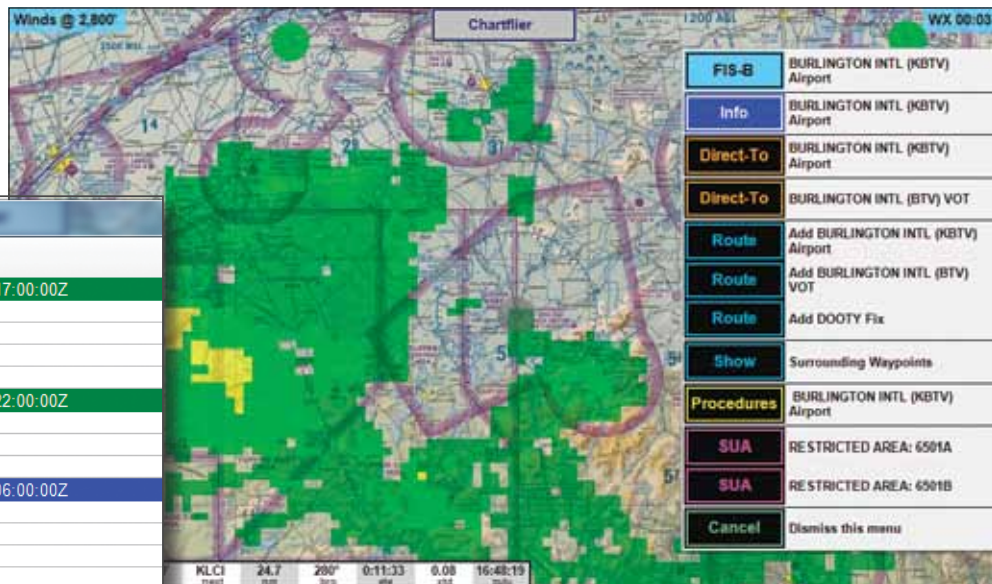 Winds @ 2,800'
Chartflier
1200 AGL
WX 00:03
FIS-B
BURLINGTON INTL (KBTV)
Airport
Info
BURLINGTON INTL (KBTV)
Airport
Direct-To
BURLINGTON INTL (KBTV)
Airport
Direct-To
BURLINGTON INTL (BTV) VOT
Route
Add BURLINGTON INTL (KBTV)
Airport
Route
Add BURLINGTON INTL (BTV)
VOT
Route
Add DOOTY Fix
Show
Surrounding Waypoints
Procedures
BURLINGTON INTL (KBTV)
Airport
SUA
RESTRICTED AREA: 6501A
SUA
RESTRICTED AREA: 6501B
Cancel
Dismiss this menu
7:00:00Z
22:00:00Z
06:00:00Z
14
KLCI 24.7 280° 0:11:33 0.08 16:48:19